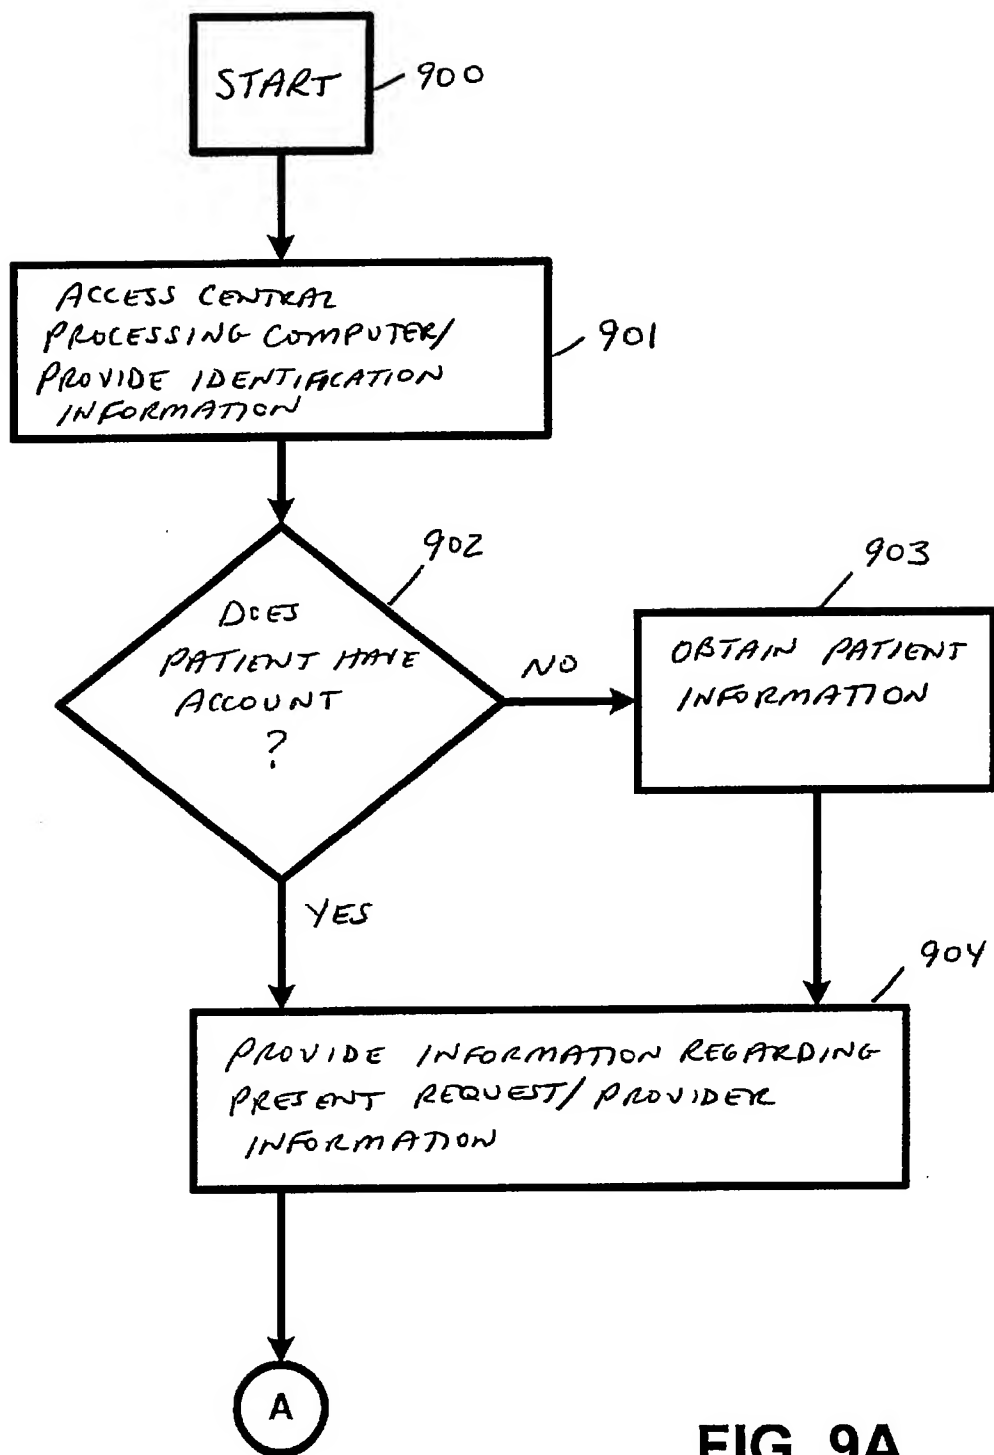 START
900
ACCESS CENTRAL
PROCESSING COMPUTER/
PROVIDE IDENTIFICATION
INFORMATION
901
902
DOES
PATIENT HAVE
ACCOUNT
?
NO
903
OBTAIN PATIENT
INFORMATION
YES
904
PROVIDE INFORMATION REGARDING
PRESENT REQUEST/PROVIDER
INFORMATION
A
FIG. 9A